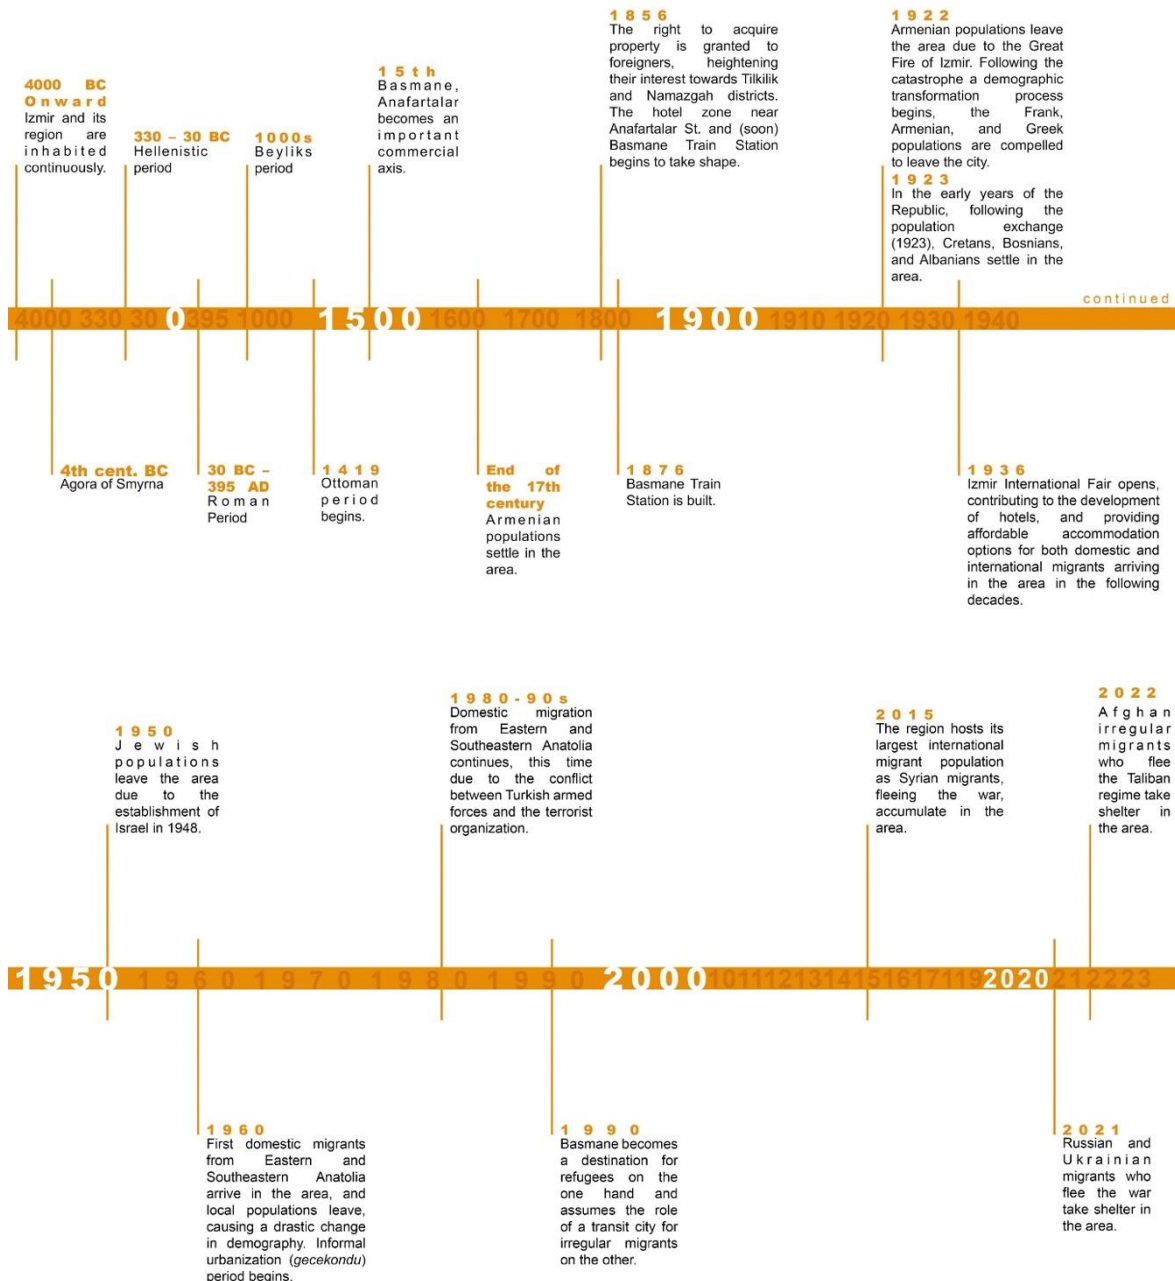 4000 BC
Onward
Izmir and its
region are
inhabited
continuously.
330 – 30 BC
Hellenistic
period
1000s
Beyliks
period
15th
Basmane,
Anafartalar
becomes an
important
commercial
axis.
1856
The right to acquire
property is granted to
foreigners, heightening
their interest towards Tilkilik
and Namazgah districts.
The hotel zone near
Anafartalar St. and (soon)
Basmane Train Station
begins to take shape.
1922
Armenian populations leave
the area due to the Great
Fire of Izmir. Following the
catastrophe a demographic
transformation process
begins, the Frank,
Armenian, and Greek
populations are compelled
to leave the city.
1923
In the early years of the
Republic, following the
population exchange
(1923), Cretans, Bosnians,
and Albanians settle in the
area.
continued
4000 330 30 0 395 1000 1500 1600 1700 1800 1900 1910 1920 1930 1940
4th cent. BC
Agora of Smyrna
30 BC –
395 AD
Roman
Period
1419
Ottoman
period
begins.
End of
the 17th
century
Armenian
populations
settle in the
area.
1876
Basmane Train
Station is built.
1936
Izmir International Fair opens,
contributing to the development
of hotels, and providing
affordable accommodation
options for both domestic and
international migrants arriving
in the area in the following
decades.
1950
Jewish
populations
leave the area
due to the
establishment of
Israel in 1948.
1980-90s
Domestic migration
from Eastern and
Southeastern Anatolia
continues, this time
due to the conflict
between Turkish armed
forces and the terrorist
organization.
2015
The region hosts its
largest international
migrant population
as Syrian migrants,
fleeing the war,
accumulate in the
area.
2022
Afghan
irregular
migrants
who flee
the Taliban
regime take
shelter in
the area.
1950 1960 1970 1980 1990 2000 10 11 12 13 14 15 16 17 19 2020 21 22 23
1960
First domestic migrants
from Eastern and
Southeastern Anatolia
arrive in the area, and
local populations leave,
causing a drastic change
in demography. Informal
urbanization (gecekondu)
period begins.
1990
Basmane becomes
a destination for
refugees on the
one hand and
assumes the role
of a transit city for
irregular migrants
on the other.
2021
Russian and
Ukrainian
migrants who
flee the war
take shelter in
the area.